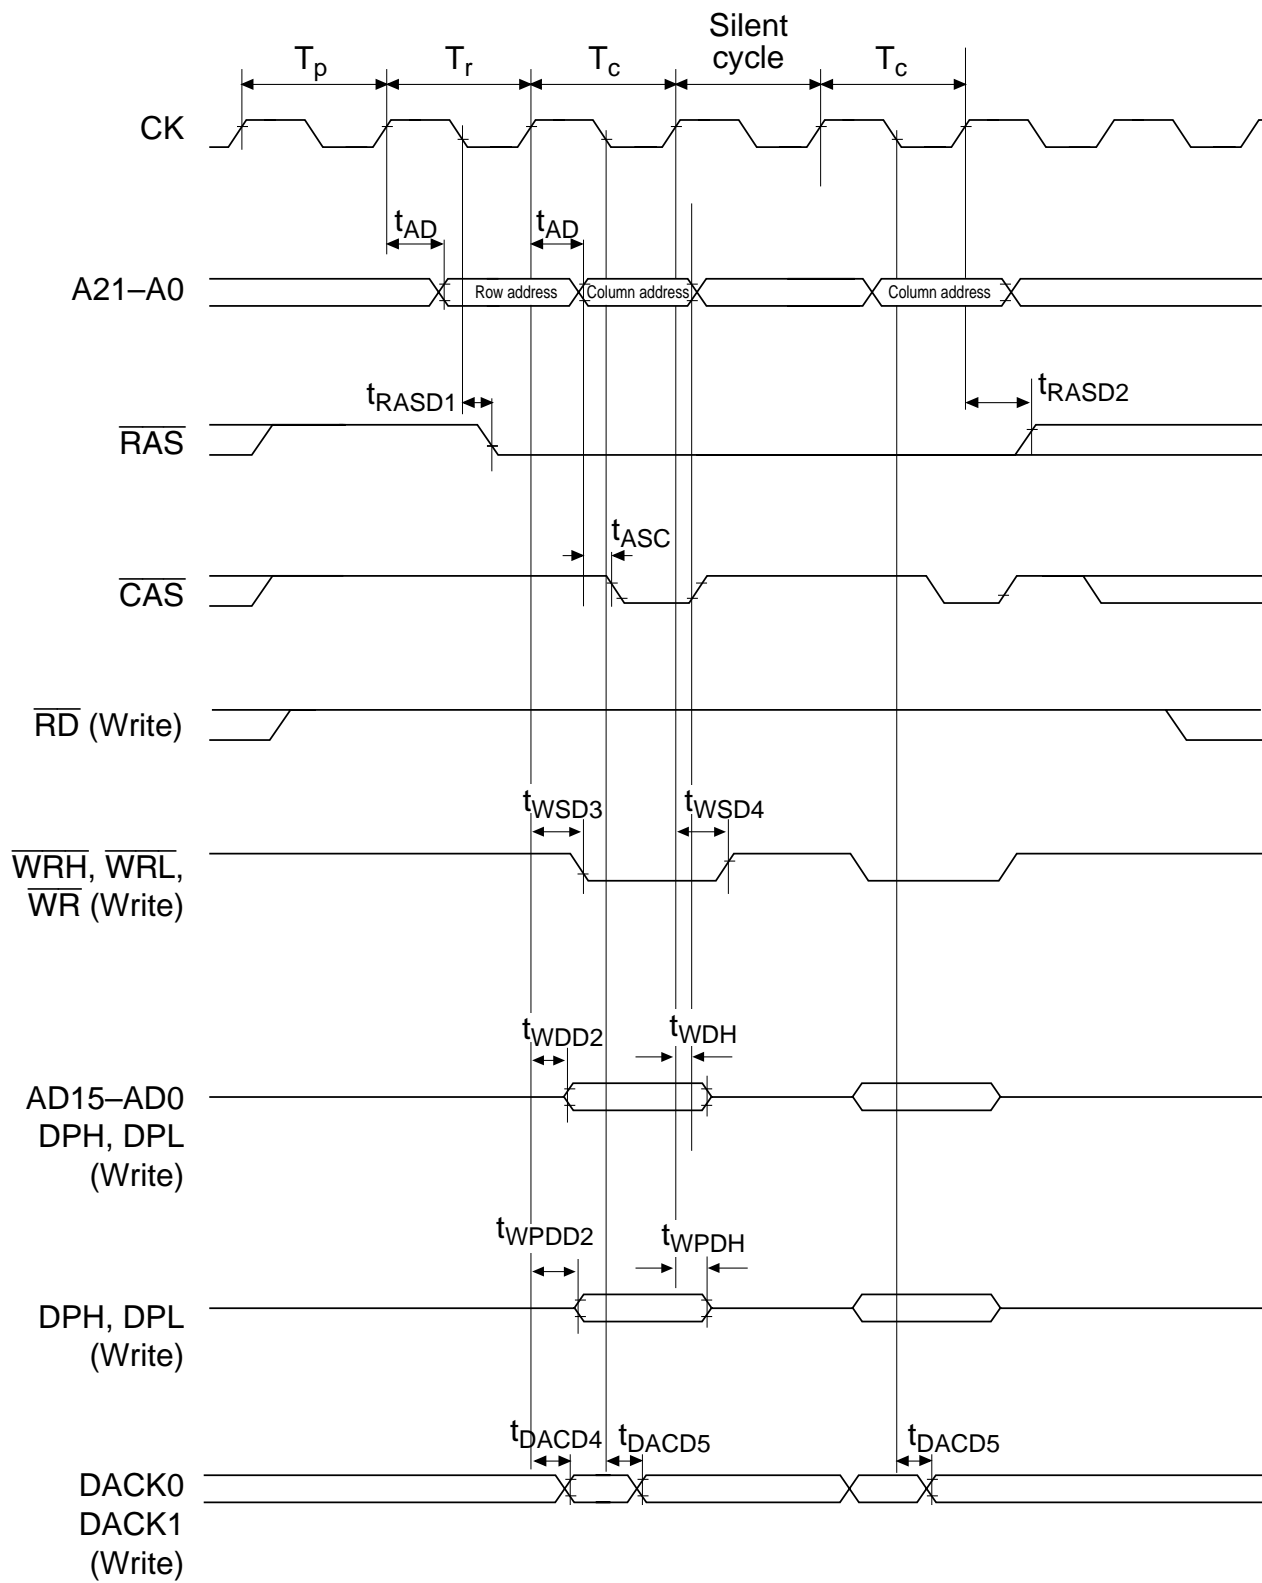 Silent
cycle
Tp Tr Tc Tc
CK
tAD tAD
A21–A0
Row address Column address Column address
tRASD1 tRASD2
RAS
tASC
CAS
RD (Write)
tWSD3 tWSD4
WRH, WRL,
WR (Write)
tWDD2 tWDH
AD15–AD0
DPH, DPL
(Write)
tWPDD2 tWPDH
DPH, DPL
(Write)
tDACD4 tDACD5 tDACD5
DACK0
DACK1
(Write)